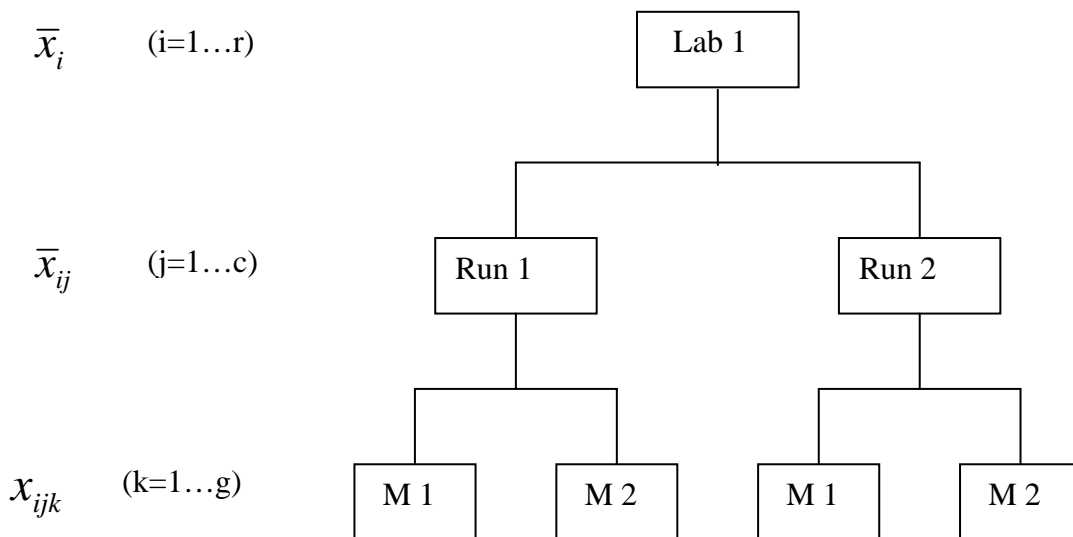 x̅ᵢ (i=1…r) Lab 1
x̅ᵢⱼ (j=1…c) Run 1 Run 2
xᵢⱼₖ (k=1…g) M 1 M 2 M 1 M 2